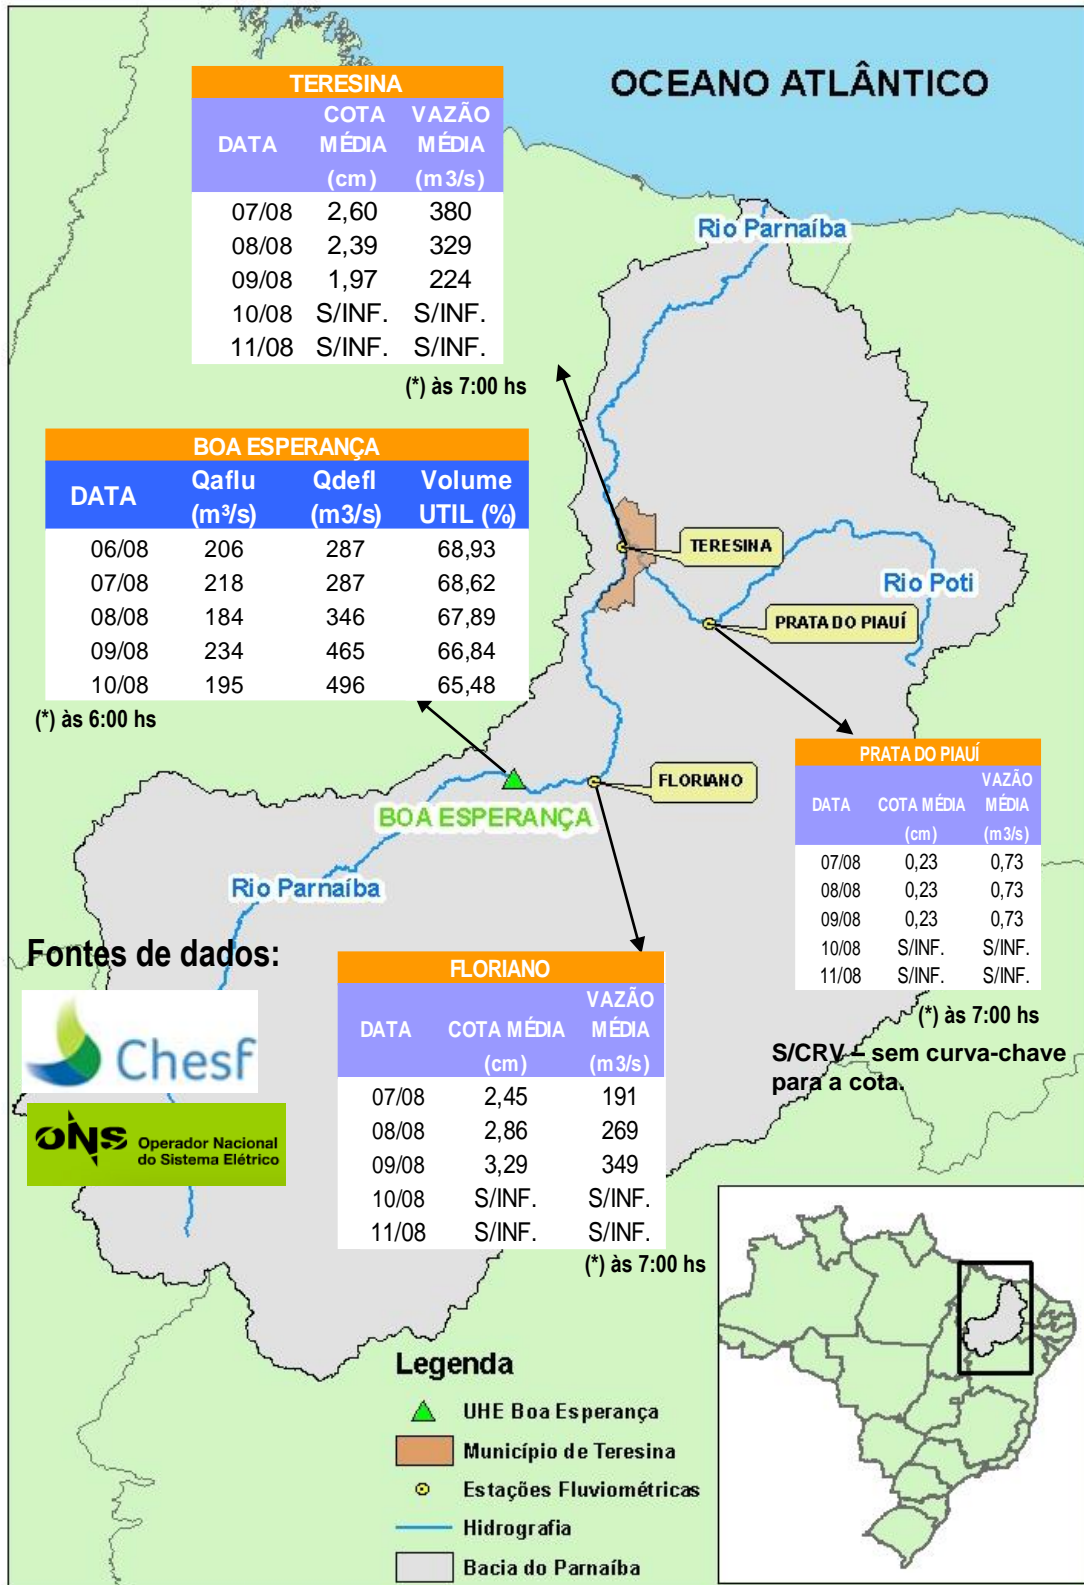 OCEANO ATLÂNTICO
TERESINA
DATA COTA MÉDIA (cm) VAZÃO MÉDIA (m3/s)
07/08 2,60 380
08/08 2,39 329
09/08 1,97 224
10/08 S/INF. S/INF.
11/08 S/INF. S/INF.
(*) às 7:00 hs
Rio Parnaíba
BOA ESPERANÇA
DATA Qaflu (m³/s) Qdefl (m3/s) Volume UTIL (%)
06/08 206 287 68,93
07/08 218 287 68,62
08/08 184 346 67,89
09/08 234 465 66,84
10/08 195 496 65,48
(*) às 6:00 hs
TERESINA
Rio Poti
PRATA DO PIAUÍ
FLORIANO
BOA ESPERANÇA
Rio Parnaíba
PRATA DO PIAUÍ
DATA COTA MÉDIA (cm) VAZÃO MÉDIA (m3/s)
07/08 0,23 0,73
08/08 0,23 0,73
09/08 0,23 0,73
10/08 S/INF. S/INF.
11/08 S/INF. S/INF.
(*) às 7:00 hs
S/CRV – sem curva-chave
para a cota.
Fontes de dados:
Chesf
ONS Operador Nacional
do Sistema Elétrico
FLORIANO
DATA COTA MÉDIA (cm) VAZÃO MÉDIA (m3/s)
07/08 2,45 191
08/08 2,86 269
09/08 3,29 349
10/08 S/INF. S/INF.
11/08 S/INF. S/INF.
(*) às 7:00 hs
Legenda
UHE Boa Esperança
Município de Teresina
Estações Fluviométricas
Hidrografia
Bacia do Parnaíba